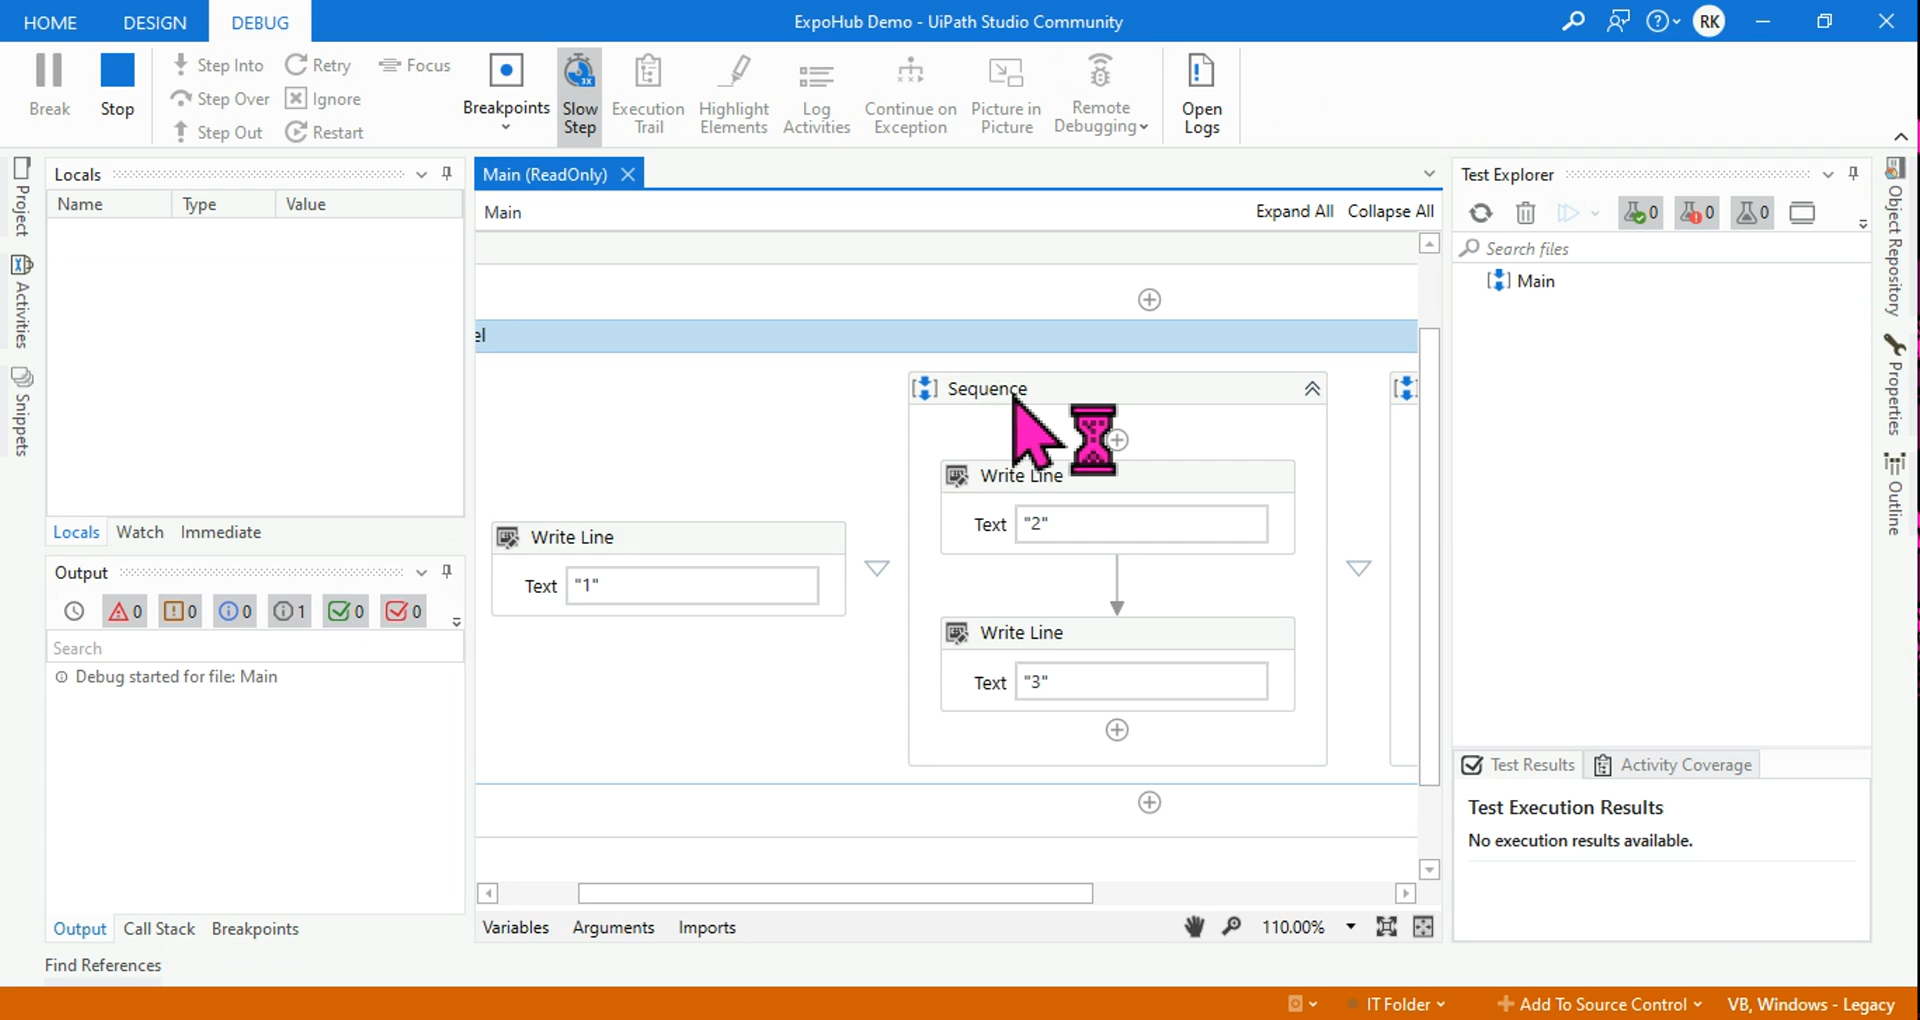 HOME DESIGN DEBUG ExpoHub Demo - UiPath Studio Community RK
Break Stop
Step Into Retry Focus
Step Over Ignore
Step Out Restart
Breakpoints
Slow Step
3X
Execution Trail
Highlight Elements
Log Activities
Continue on Exception
Picture in Picture
Remote Debugging
Open Logs
Project
Activities
Snippets
Locals
Name Type Value
Locals Watch Immediate
Output
0 0 0 1 0 0
Search
Debug started for file: Main
Output Call Stack Breakpoints
Find References
Main (ReadOnly)
Main Expand All Collapse All
el
Write Line
Text "1"
Sequence
Write Line
Text "2"
Write Line
Text "3"
Variables Arguments Imports 110.00%
Test Explorer
0 0 0
Search files
Main
Test Results Activity Coverage
Test Execution Results
No execution results available.
Object Repository
Properties
Outline
IT Folder Add To Source Control VB, Windows - Legacy